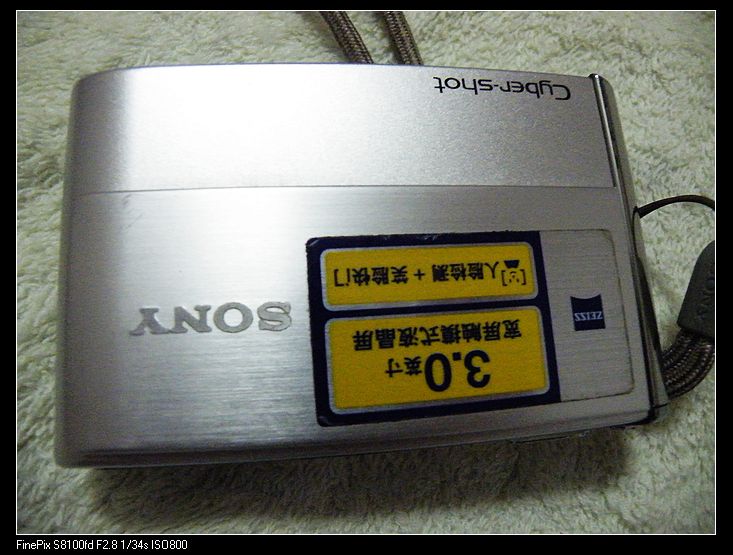 3.0英寸
宽屏触摸式液晶屏
人脸检测 + 笑脸快门
ZEISS
SONY
Cyber-shot
SONY
FinePix S8100fd F2.8 1/34s ISO800